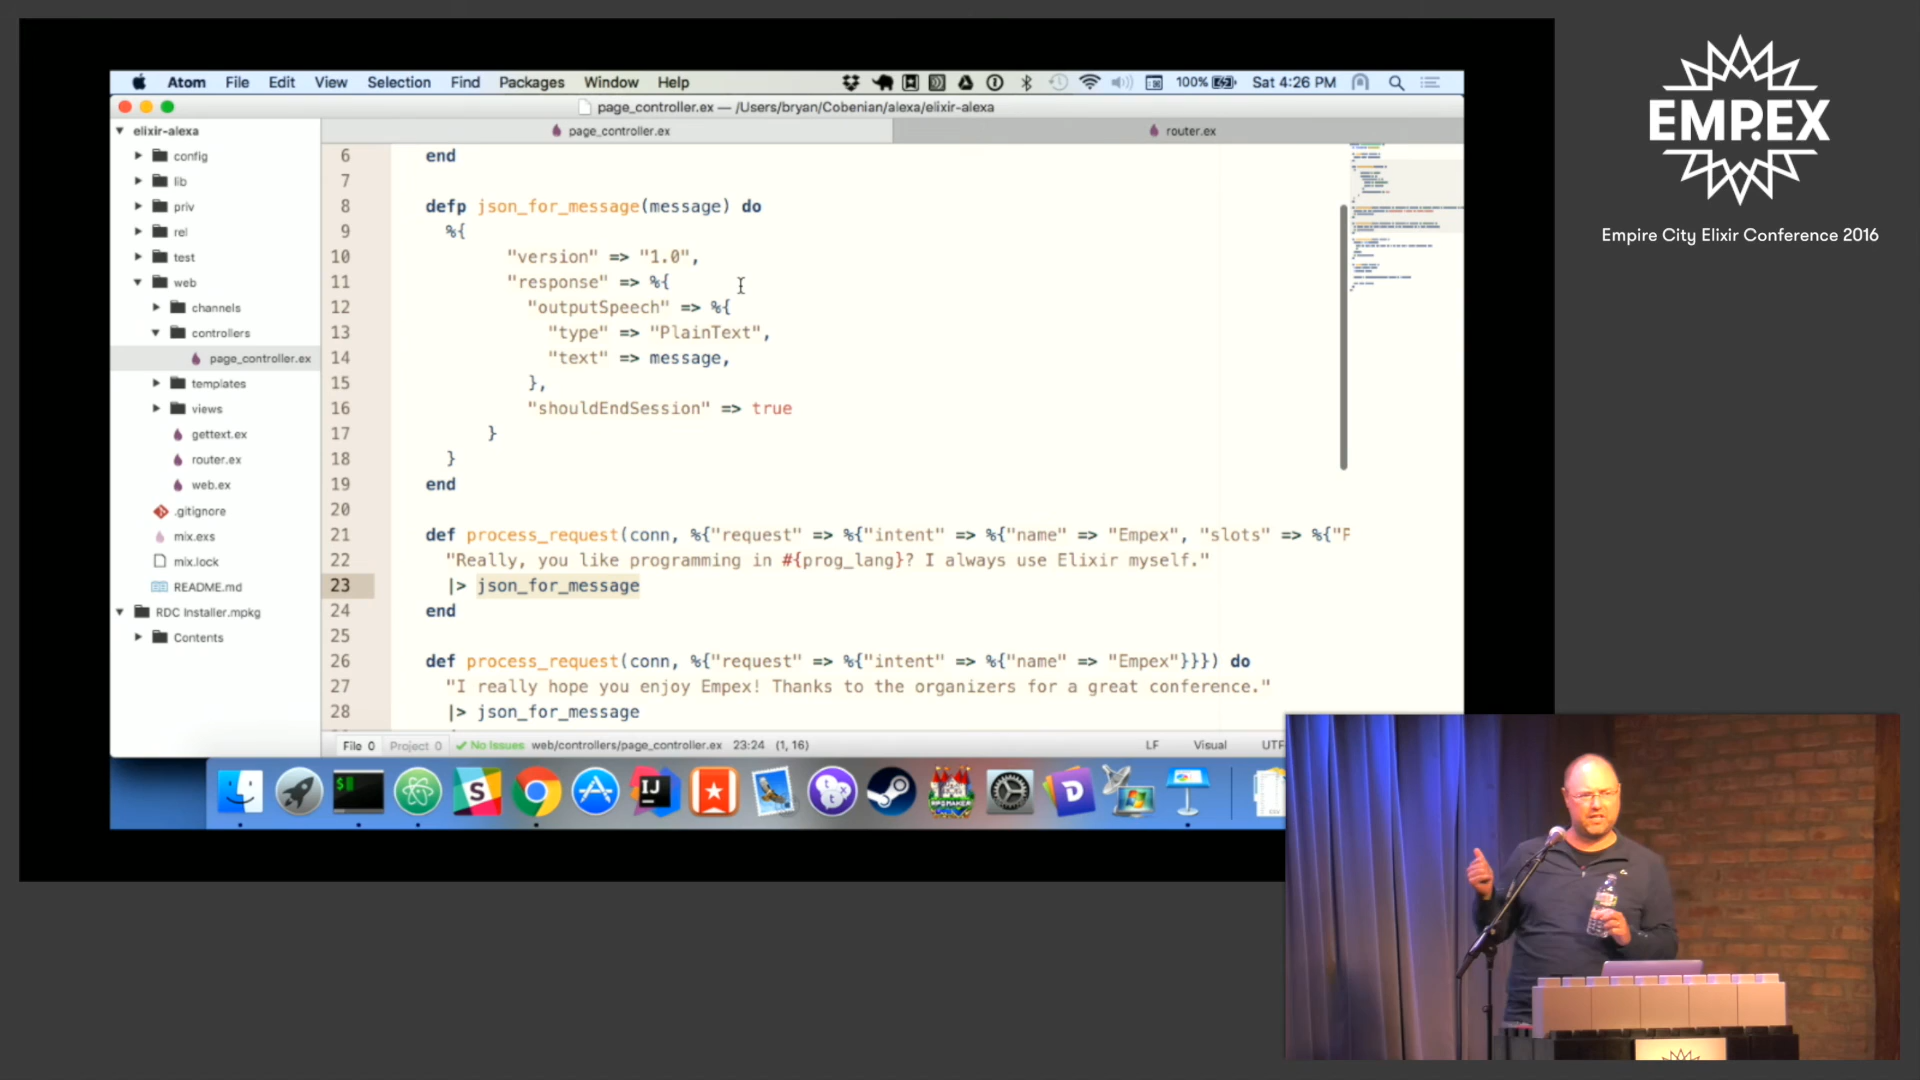 Atom File Edit View Selection Find Packages Window Help 100% Sat 4:26 PM
page_controller.ex — /Users/bryan/Cobenian/alexa/elixir-alexa
page_controller.ex
router.ex
elixir-alexa
config
lib
priv
rel
test
web
channels
controllers
page_controller.ex
templates
views
gettext.ex
router.ex
web.ex
.gitignore
mix.exs
mix.lock
README.md
RDC Installer.mpkg
Contents
6 end
7
8 defp json_for_message(message) do
9 %{
10 "version" => "1.0",
11 "response" => %{
12 "outputSpeech" => %{
13 "type" => "PlainText",
14 "text" => message,
15 },
16 "shouldEndSession" => true
17 }
18 }
19 end
20
21 def process_request(conn, %{"request" => %{"intent" => %{"name" => "Empex", "slots" => %{"F
22 "Really, you like programming in #{prog_lang}? I always use Elixir myself."
23 |> json_for_message
24 end
25
26 def process_request(conn, %{"request" => %{"intent" => %{"name" => "Empex"}}}) do
27 "I really hope you enjoy Empex! Thanks to the organizers for a great conference."
28 |> json_for_message
File 0 Project 0 No Issues web/controllers/page_controller.ex 23:24 (1, 16) LF Visual UTF
EMPEX
Empire City Elixir Conference 2016